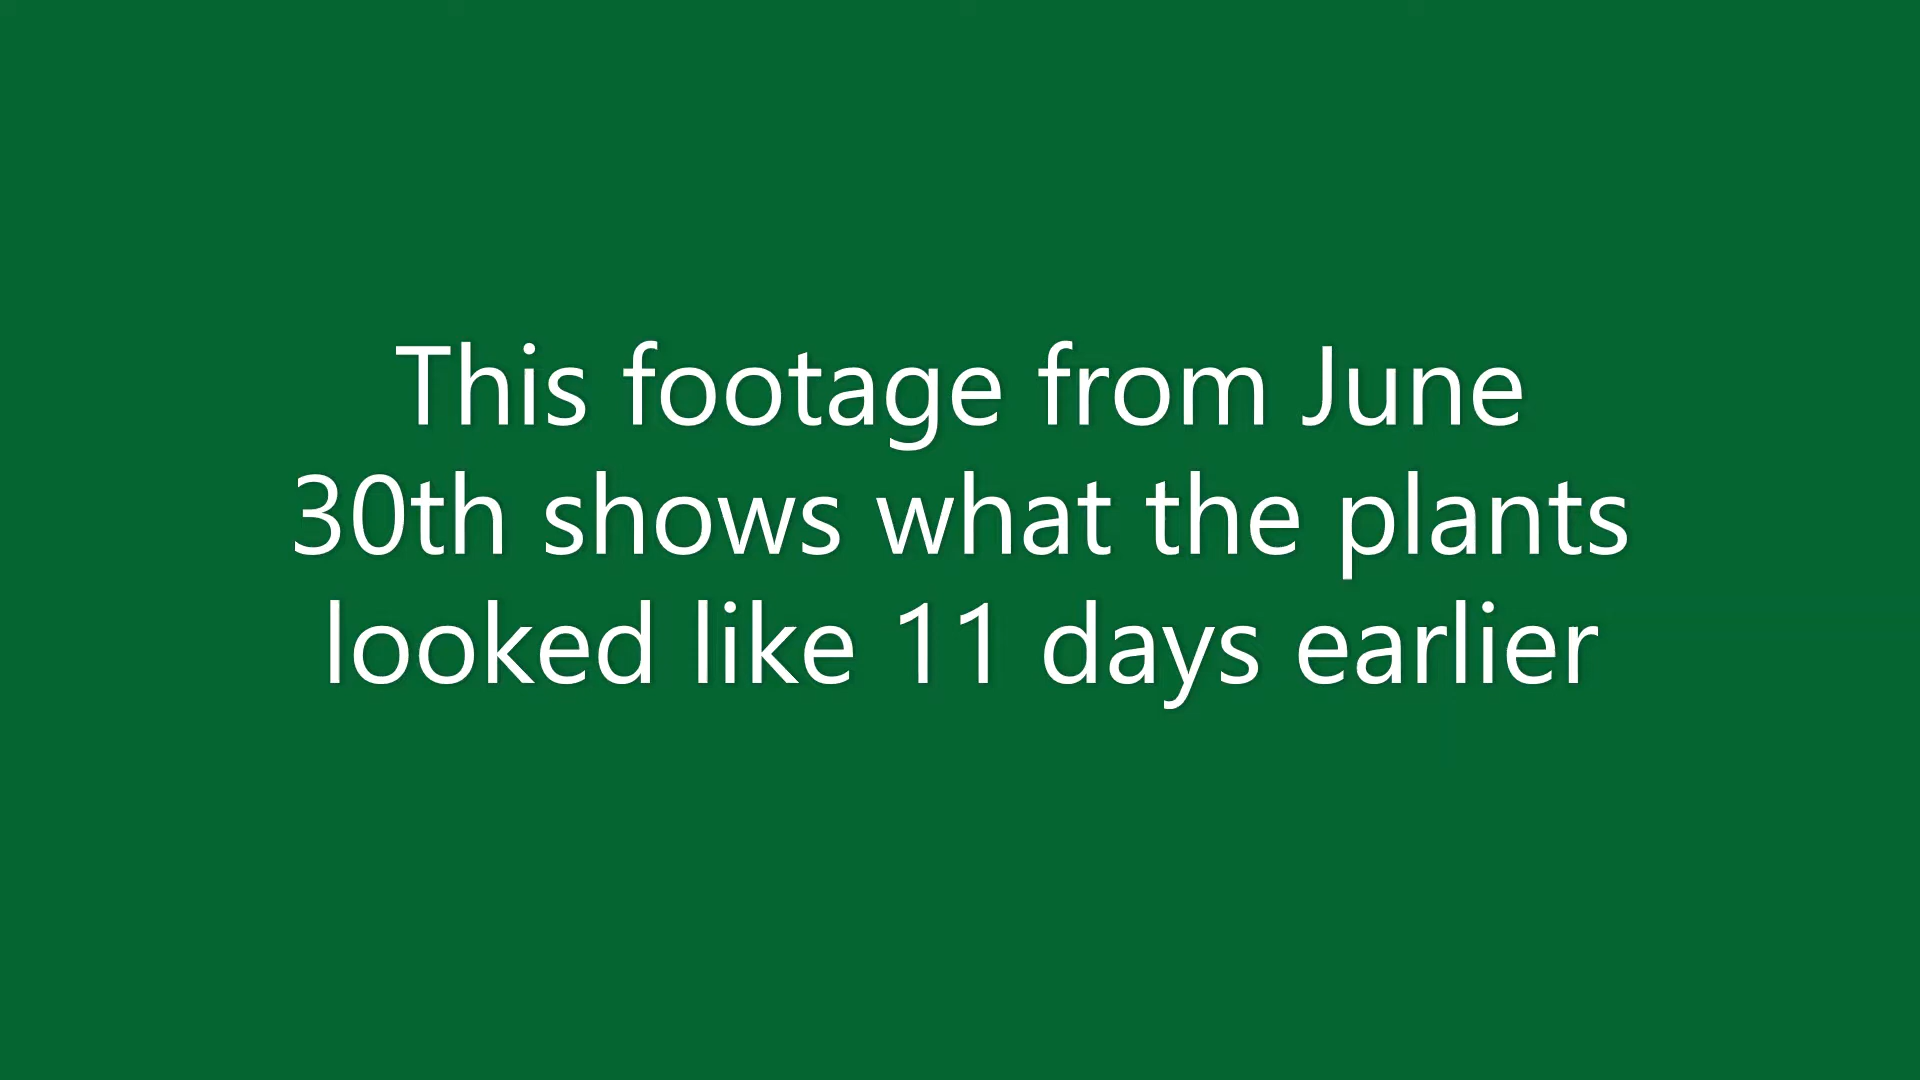 This footage from June
30th shows what the plants
looked like 11 days earlier